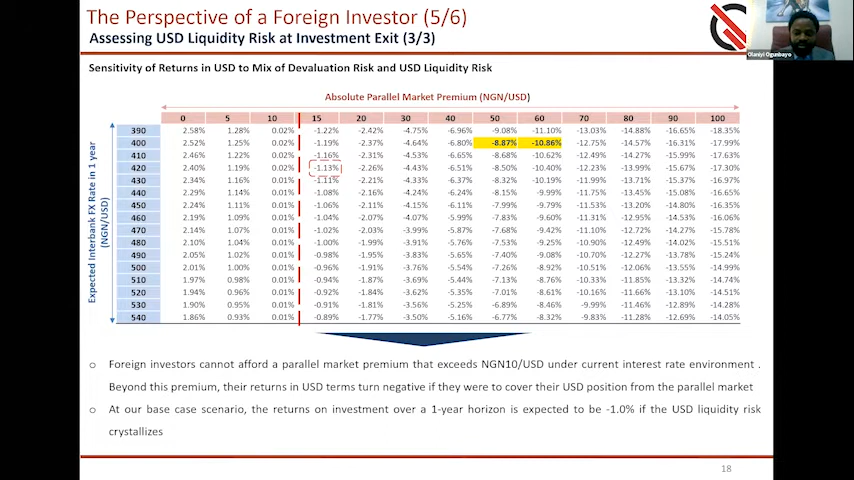 The Perspective of a Foreign Investor (5/6)
Assessing USD Liquidity Risk at Investment Exit (3/3)
Olaniyi Ogunbayo
Sensitivity of Returns in USD to Mix of Devaluation Risk and USD Liquidity Risk
Absolute Parallel Market Premium (NGN/USD)
0 5 10 15 20 30 40 50 60 70 80 90 100
Expected Interbank FX Rate in 1 year
(NGN/USD)
390 2.58% 1.28% 0.02% -1.22% -2.42% -4.75% -6.96% -9.08% -11.10% -13.03% -14.88% -16.65% -18.35%
400 2.52% 1.25% 0.02% -1.19% -2.37% -4.64% -6.80% -8.87% -10.86% -12.75% -14.57% -16.31% -17.99%
410 2.46% 1.22% 0.02% -1.16% -2.31% -4.53% -6.65% -8.68% -10.62% -12.49% -14.27% -15.99% -17.63%
420 2.40% 1.19% 0.02% -1.13% -2.26% -4.43% -6.51% -8.50% -10.40% -12.23% -13.99% -15.67% -17.30%
430 2.34% 1.16% 0.01% -1.11% -2.21% -4.33% -6.37% -8.32% -10.19% -11.99% -13.71% -15.37% -16.97%
440 2.29% 1.14% 0.01% -1.08% -2.16% -4.24% -6.24% -8.15% -9.99% -11.75% -13.45% -15.08% -16.65%
450 2.24% 1.11% 0.01% -1.06% -2.11% -4.15% -6.11% -7.99% -9.79% -11.53% -13.20% -14.80% -16.35%
460 2.19% 1.09% 0.01% -1.04% -2.07% -4.07% -5.99% -7.83% -9.60% -11.31% -12.95% -14.53% -16.06%
470 2.14% 1.07% 0.01% -1.02% -2.03% -3.99% -5.87% -7.68% -9.42% -11.10% -12.72% -14.27% -15.78%
480 2.10% 1.04% 0.01% -1.00% -1.99% -3.91% -5.76% -7.53% -9.25% -10.90% -12.49% -14.02% -15.51%
490 2.05% 1.02% 0.01% -0.98% -1.95% -3.83% -5.65% -7.40% -9.08% -10.70% -12.27% -13.78% -15.24%
500 2.01% 1.00% 0.01% -0.96% -1.91% -3.76% -5.54% -7.26% -8.92% -10.51% -12.06% -13.55% -14.99%
510 1.97% 0.98% 0.01% -0.94% -1.87% -3.69% -5.44% -7.13% -8.76% -10.33% -11.85% -13.32% -14.74%
520 1.94% 0.96% 0.01% -0.92% -1.84% -3.62% -5.35% -7.01% -8.61% -10.16% -11.66% -13.10% -14.51%
530 1.90% 0.95% 0.01% -0.91% -1.81% -3.56% -5.25% -6.89% -8.46% -9.99% -11.46% -12.89% -14.28%
540 1.86% 0.93% 0.01% -0.89% -1.77% -3.50% -5.16% -6.77% -8.32% -9.83% -11.28% -12.69% -14.05%
o Foreign investors cannot afford a parallel market premium that exceeds NGN10/USD under current interest rate environment .
Beyond this premium, their returns in USD terms turn negative if they were to cover their USD position from the parallel market
o At our base case scenario, the returns on investment over a 1-year horizon is expected to be -1.0% if the USD liquidity risk
crystallizes
18